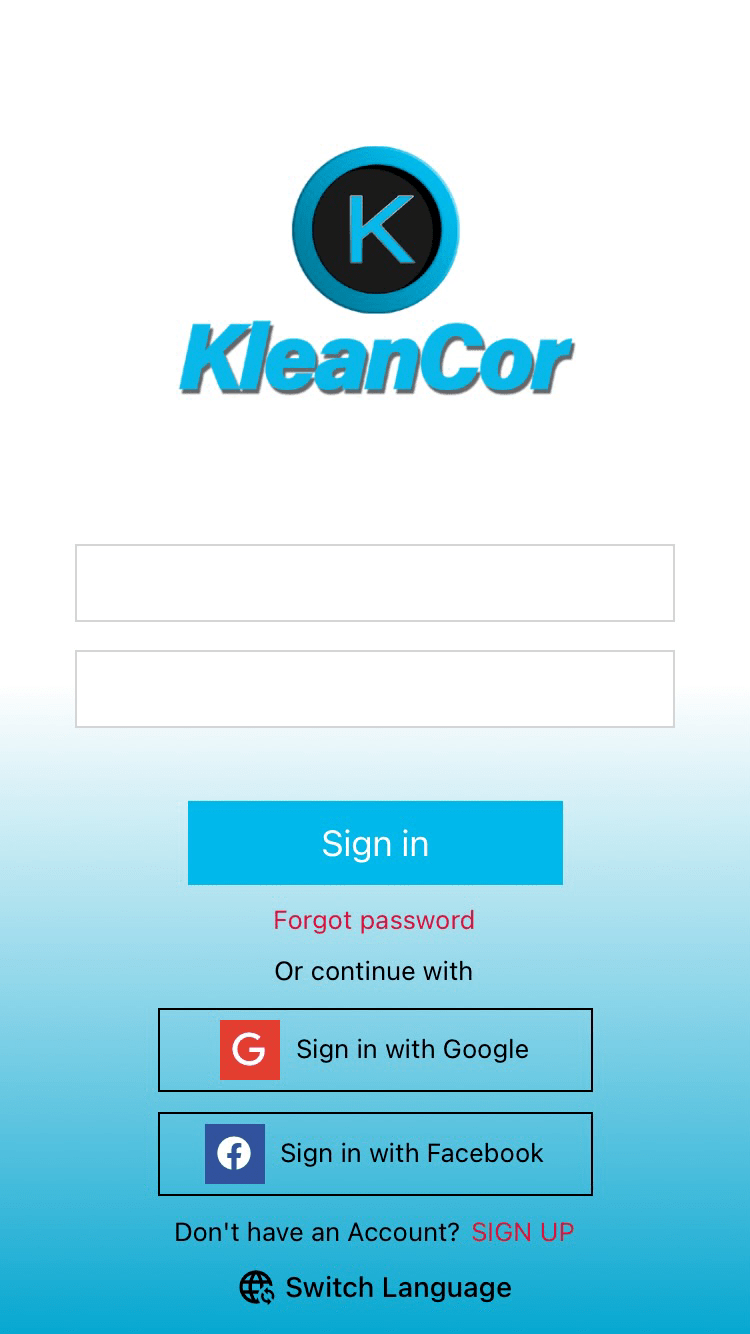 K
KleanCor
Sign in
Forgot password
Or continue with
G Sign in with Google
f Sign in with Facebook
Don't have an Account? SIGN UP
Switch Language